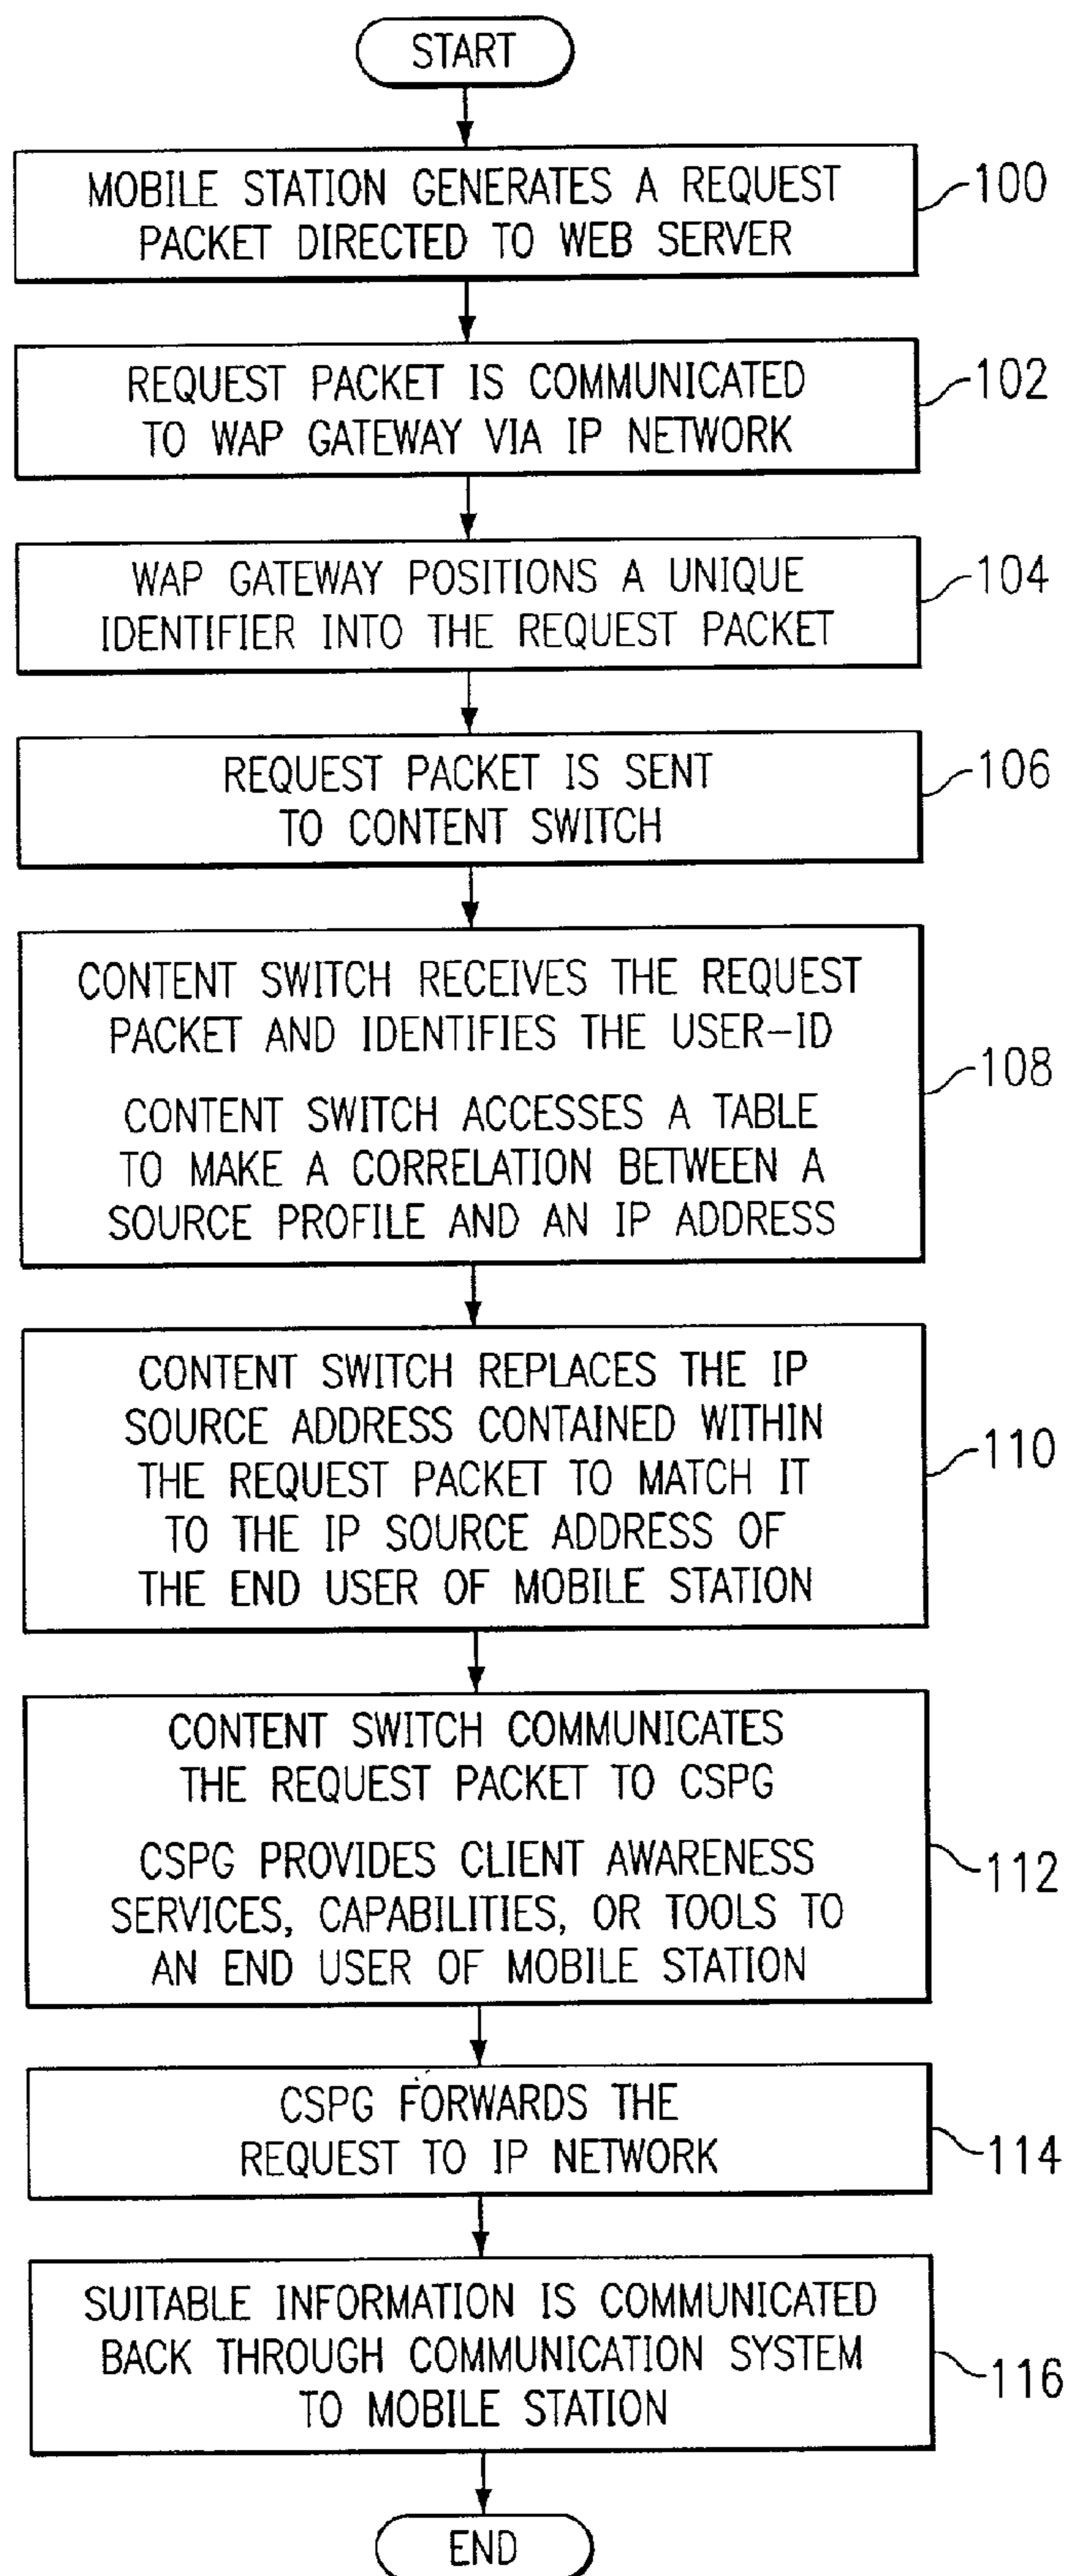 START
MOBILE STATION GENERATES A REQUEST
PACKET DIRECTED TO WEB SERVER
100
REQUEST PACKET IS COMMUNICATED
TO WAP GATEWAY VIA IP NETWORK
102
WAP GATEWAY POSITIONS A UNIQUE
IDENTIFIER INTO THE REQUEST PACKET
104
REQUEST PACKET IS SENT
TO CONTENT SWITCH
106
CONTENT SWITCH RECEIVES THE REQUEST
PACKET AND IDENTIFIES THE USER-ID
CONTENT SWITCH ACCESSES A TABLE
TO MAKE A CORRELATION BETWEEN A
SOURCE PROFILE AND AN IP ADDRESS
108
CONTENT SWITCH REPLACES THE IP
SOURCE ADDRESS CONTAINED WITHIN
THE REQUEST PACKET TO MATCH IT
TO THE IP SOURCE ADDRESS OF
THE END USER OF MOBILE STATION
110
CONTENT SWITCH COMMUNICATES
THE REQUEST PACKET TO CSPG
CSPG PROVIDES CLIENT AWARENESS
SERVICES, CAPABILITIES, OR TOOLS TO
AN END USER OF MOBILE STATION
112
CSPG FORWARDS THE
REQUEST TO IP NETWORK
114
SUITABLE INFORMATION IS COMMUNICATED
BACK THROUGH COMMUNICATION SYSTEM
TO MOBILE STATION
116
END